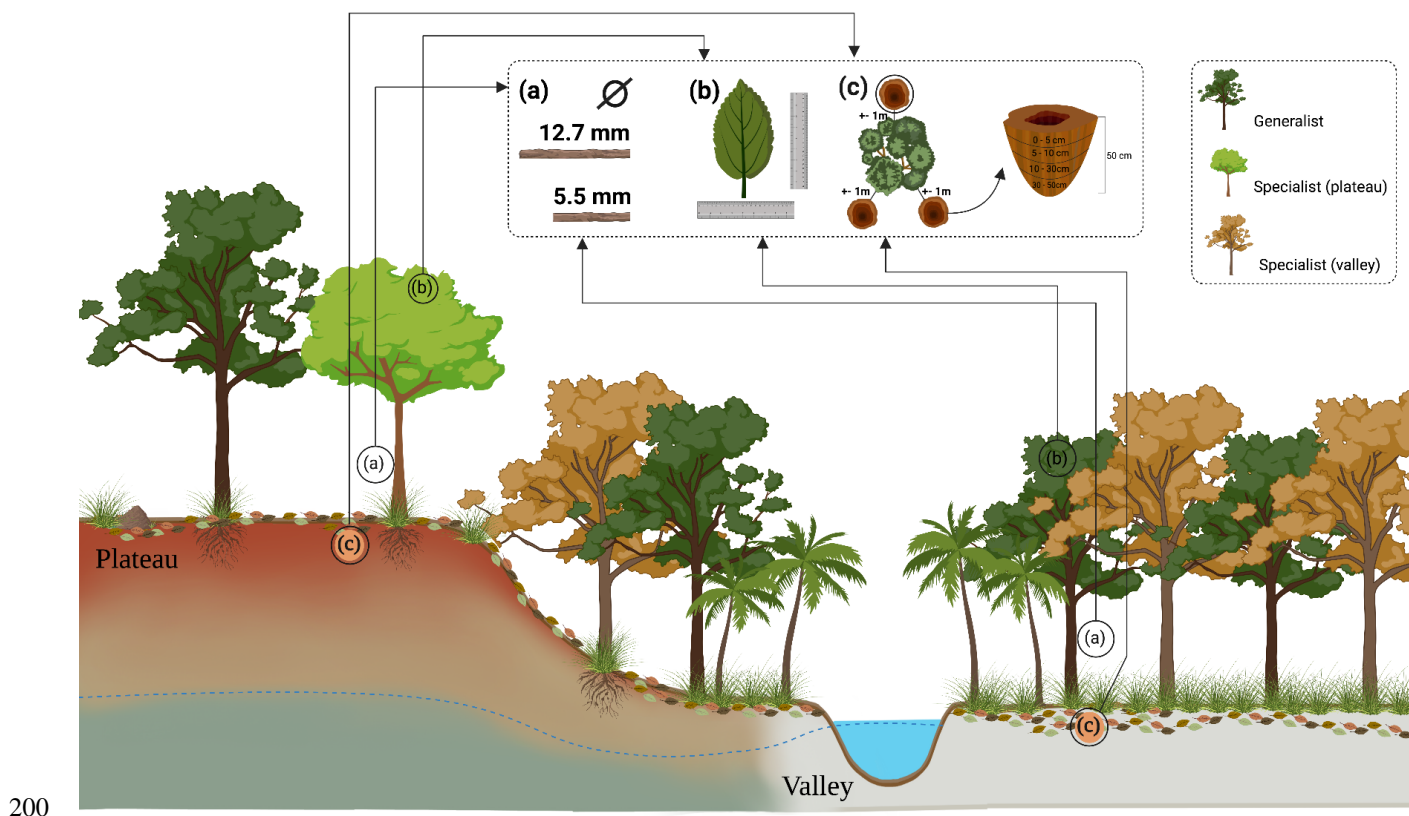 (a)
12.7 mm
5.5 mm
(b)
(c)
+- 1m
+- 1m
+- 1m
0 - 5 cm
5 - 10 cm
10 - 30cm
30 - 50cm
50 cm
Generalist
Specialist (plateau)
Specialist (valley)
(b)
(a)
(c)
Plateau
(b)
(a)
(c)
Valley
200